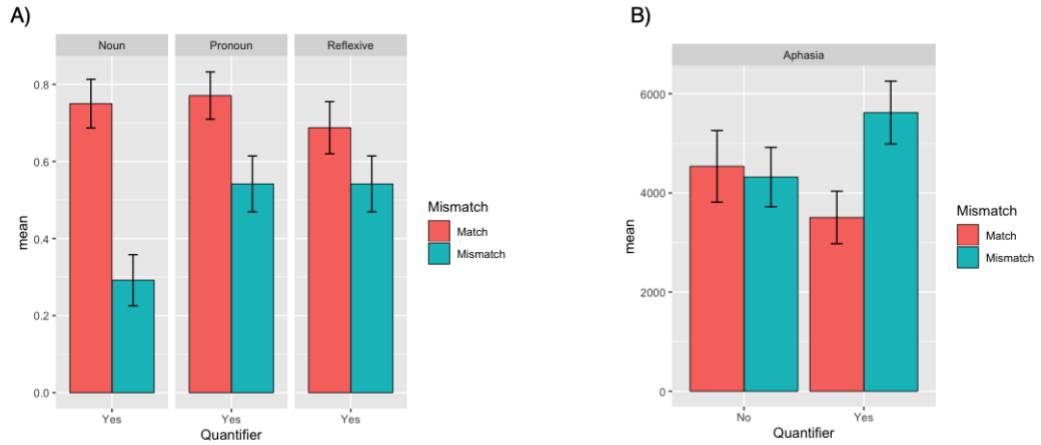 A)
Noun
Pronoun
Reflexive
0.8
0.6
0.4
0.2
0.0
mean
Yes
Yes
Yes
Quantifier
Mismatch
Match
Mismatch
B)
Aphasia
6000
4000
2000
0
mean
No
Yes
Quantifier
Mismatch
Match
Mismatch